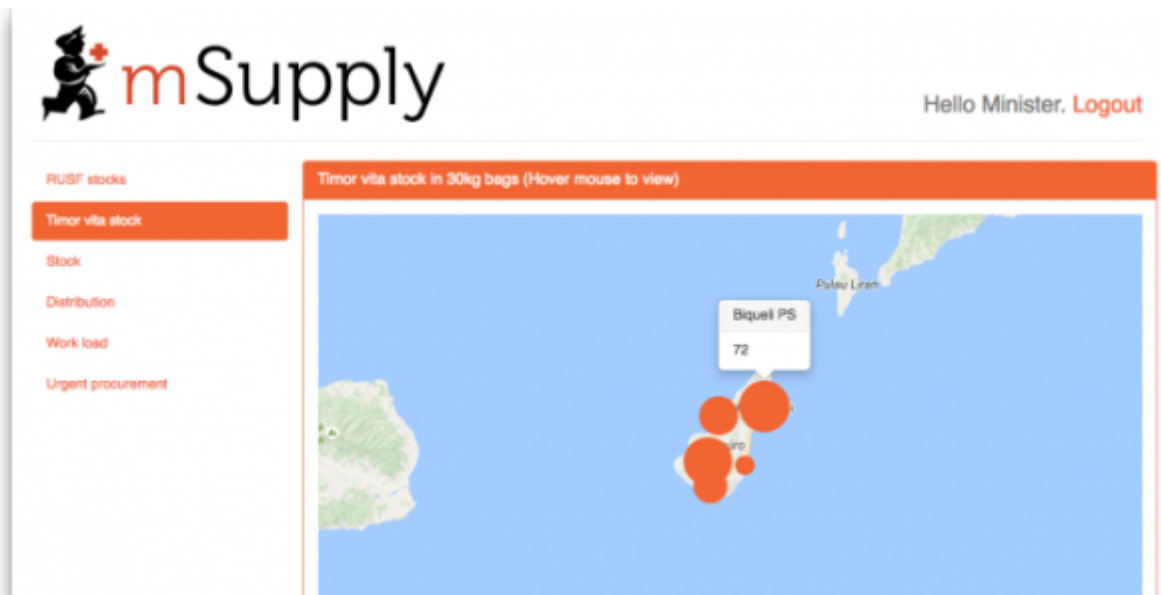 mSupply
Hello Minister. Logout
RUSF stocks
Timor vita stock
Stock
Distribution
Work load
Urgent procurement
Timor vita stock in 30kg bags (Hover mouse to view)
Pulau Liran
Biqueli PS
72